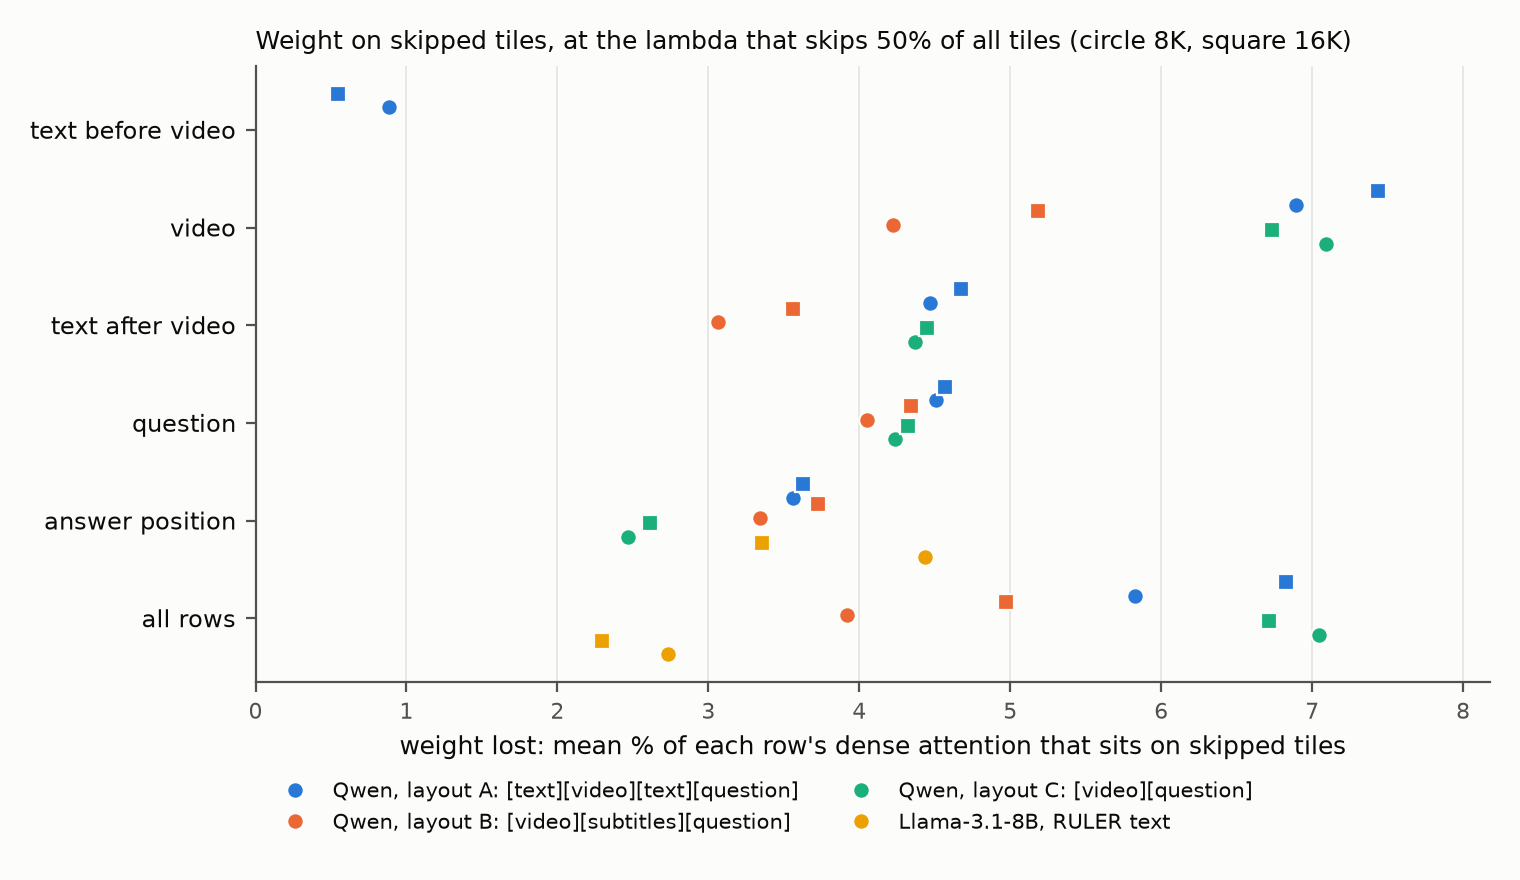 Weight on skipped tiles, at the lambda that skips 50% of all tiles (circle 8K, square 16K)
text before video
video
text after video
question
answer position
all rows
0 1 2 3 4 5 6 7 8
weight lost: mean % of each row's dense attention that sits on skipped tiles
Qwen, layout A: [text][video][text][question]
Qwen, layout B: [video][subtitles][question]
Qwen, layout C: [video][question]
Llama-3.1-8B, RULER text